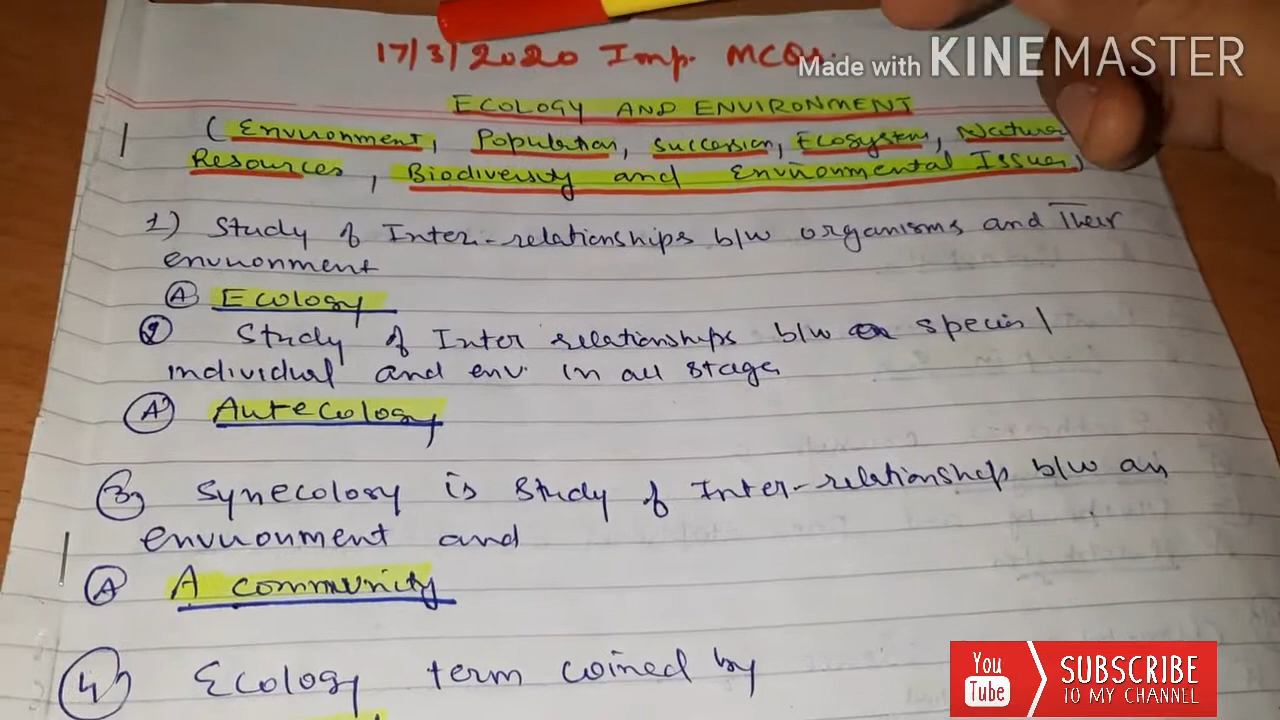 17/3/2020 Imp. MCQs.
Made with KINEMASTER
ECOLOGY AND ENVIRONMENT
(Environment, Population, Succession, Ecosystem, Natural
Resources, Biodiversity and Environmental Issues)
1) Study of Inter-relationships b/w organisms and Their
environment
A Ecology
2 Study of Inter relationships b/w special
individual and env. in all stages
A Autecology
3 Synecology is study of Inter-relationship b/w an
environment and
A A community
4 Ecology term coined by
You Tube SUBSCRIBE
TO MY CHANNEL